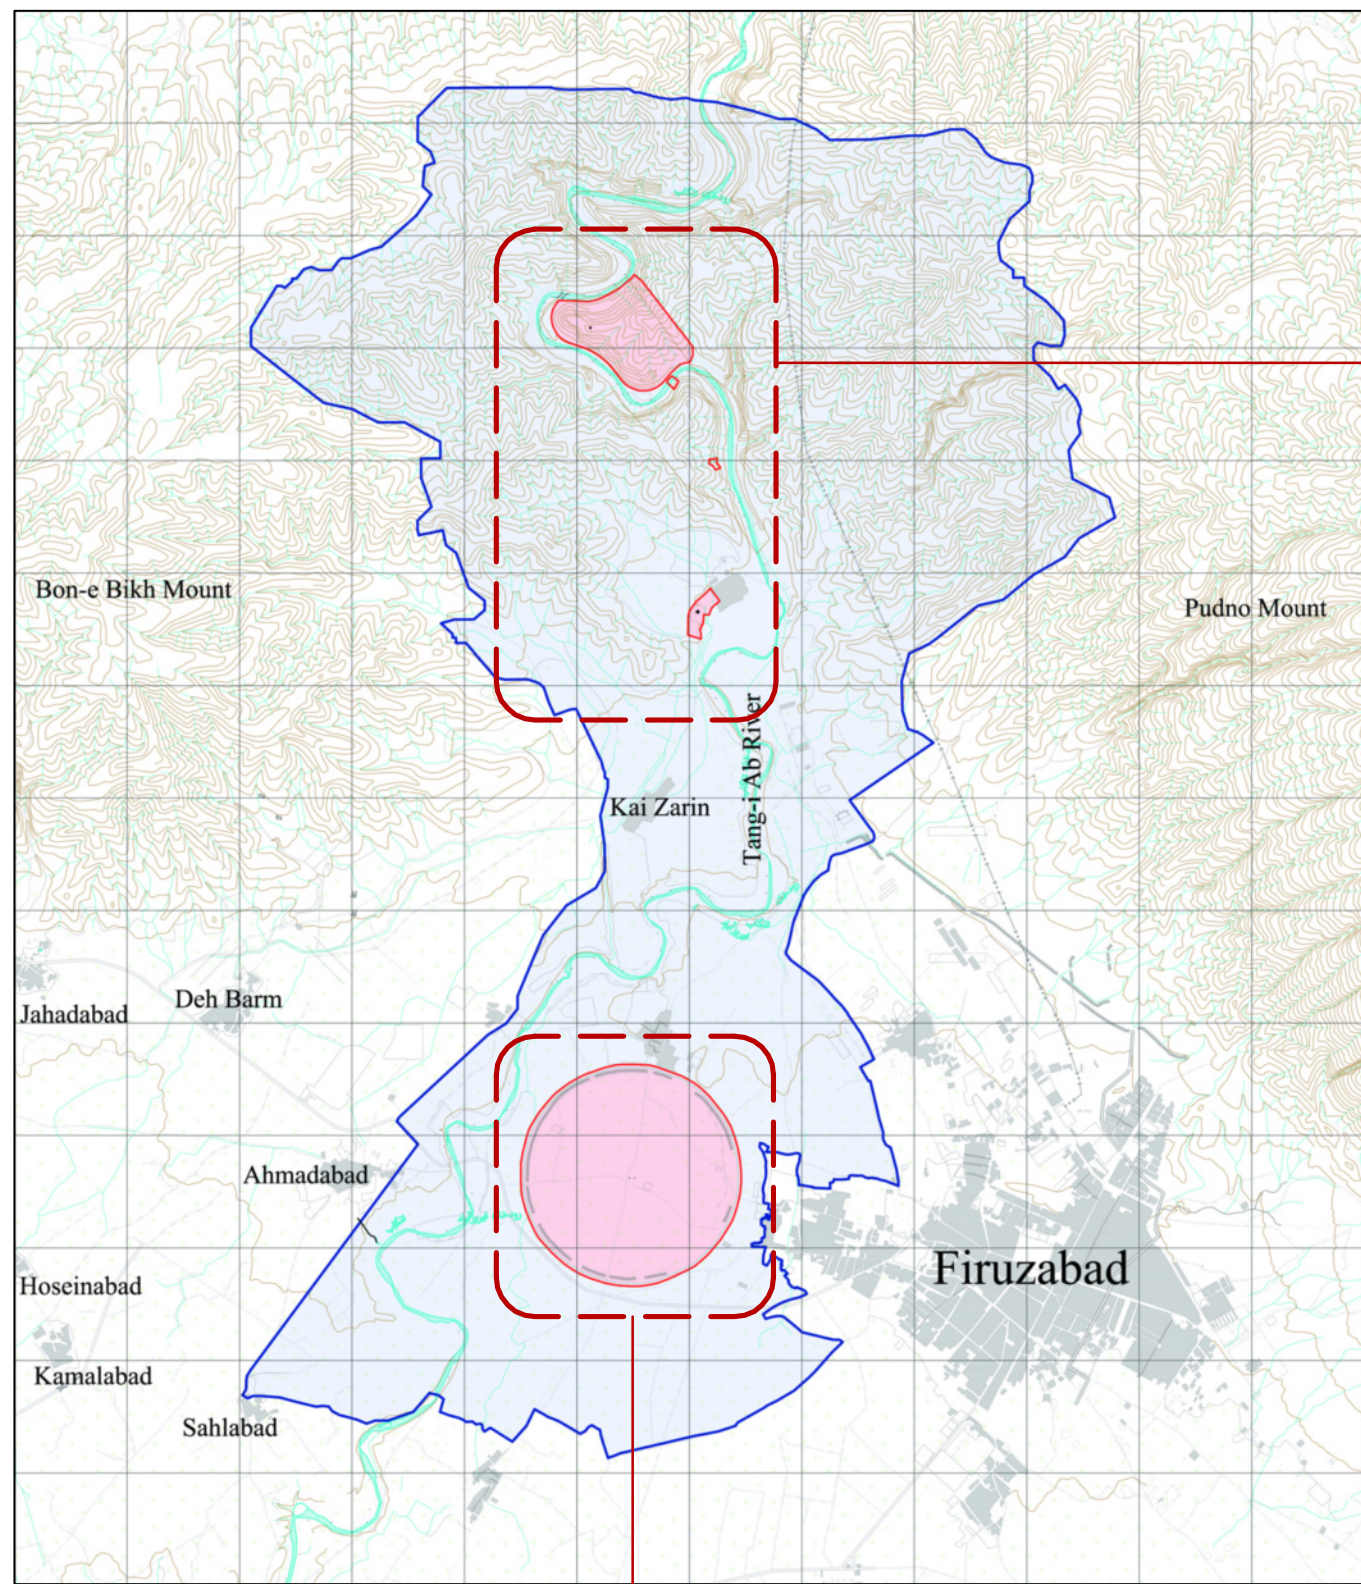 Bon-e Bikh Mount
Pudno Mount
Tang-i Ab River
Kai Zarin
Deh Barm
Jahadabad
Ahmadabad
Firuzabad
Hoseinabad
Kamalabad
Sahlabad